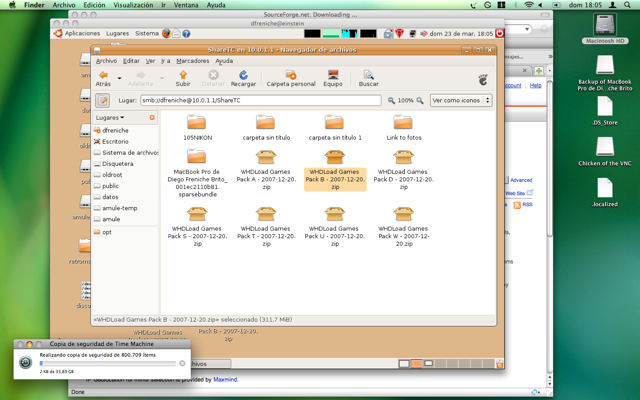 Finder Archivo Edición Visualización Ir Ventana Ayuda
dom 18:05
SourceForge.net: Downloading ...
dfreniche@einstein
Aplicaciones Lugares Sistema
dom 23 de mar, 18:05
ShareTC en 10.0.1.1 - Navegador de archivos
Archivo Editar Ver Ir a Marcadores Ayuda
Atrás Adelante Subir Detener Recargar Carpeta personal Equipo Buscar
Lugar: smb://dfreniche@10.0.1.1/ShareTC
100% Ver como iconos
Lugares
dfreniche
Escritorio
Sistema de archivos
Disquetera
oldroot
public
datos
amule-temp
amule
opt
105NIKON
carpeta sin título
carpeta sin título 1
Link to fotos
MacBook Pro de
Diego Freniche Brito_
001ec2110b81.
sparsebundle
WHDLoad Games
Pack A - 2007-12-20.
zip
WHDLoad Games
Pack B - 2007-12-20.
zip
WHDLoad Games
Pack D - 2007-12-20.
zip
WHDLoad Games
Pack S - 2007-12-20.
zip
WHDLoad Games
Pack T - 2007-12-20.
zip
WHDLoad Games
Pack U - 2007-12-20.
zip
WHDLoad Games
Pack W - 2007-12-
20.zip
«WHDLoad Games Pack B - 2007-12-20.zip» seleccionado (311,7 MiB)
WHDLoad Games
Pack B - 2007-12-20.
zip
Copia de seguridad de Time Machine
Realizando copia de seguridad de 800.709 ítems
2 KB de 33,89 GB
Maxmind.
Done
Help
Advanced
Web Site
RSS
Macintosh HD
Backup of MacBook
Pro de Di...che Brito
.DS_Store
Chicken of the VNC
.localized